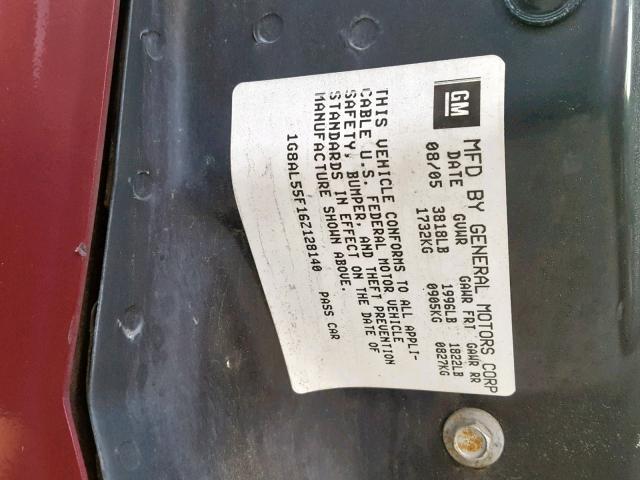 GM
MFD BY GENERAL MOTORS CORP
DATE GVWR GAWR FRT GAWR RR
08/05 3818LB 1996LB 1822LB
1732KG 0905KG 0827KG
THIS VEHICLE CONFORMS TO ALL APPLI-
CABLE U.S. FEDERAL MOTOR VEHICLE
SAFETY, BUMPER, AND THEFT PREVENTION
STANDARDS IN EFFECT ON THE DATE OF
MANUFACTURE SHOWN ABOVE.
1G8AL55F16Z128140 PASS CAR